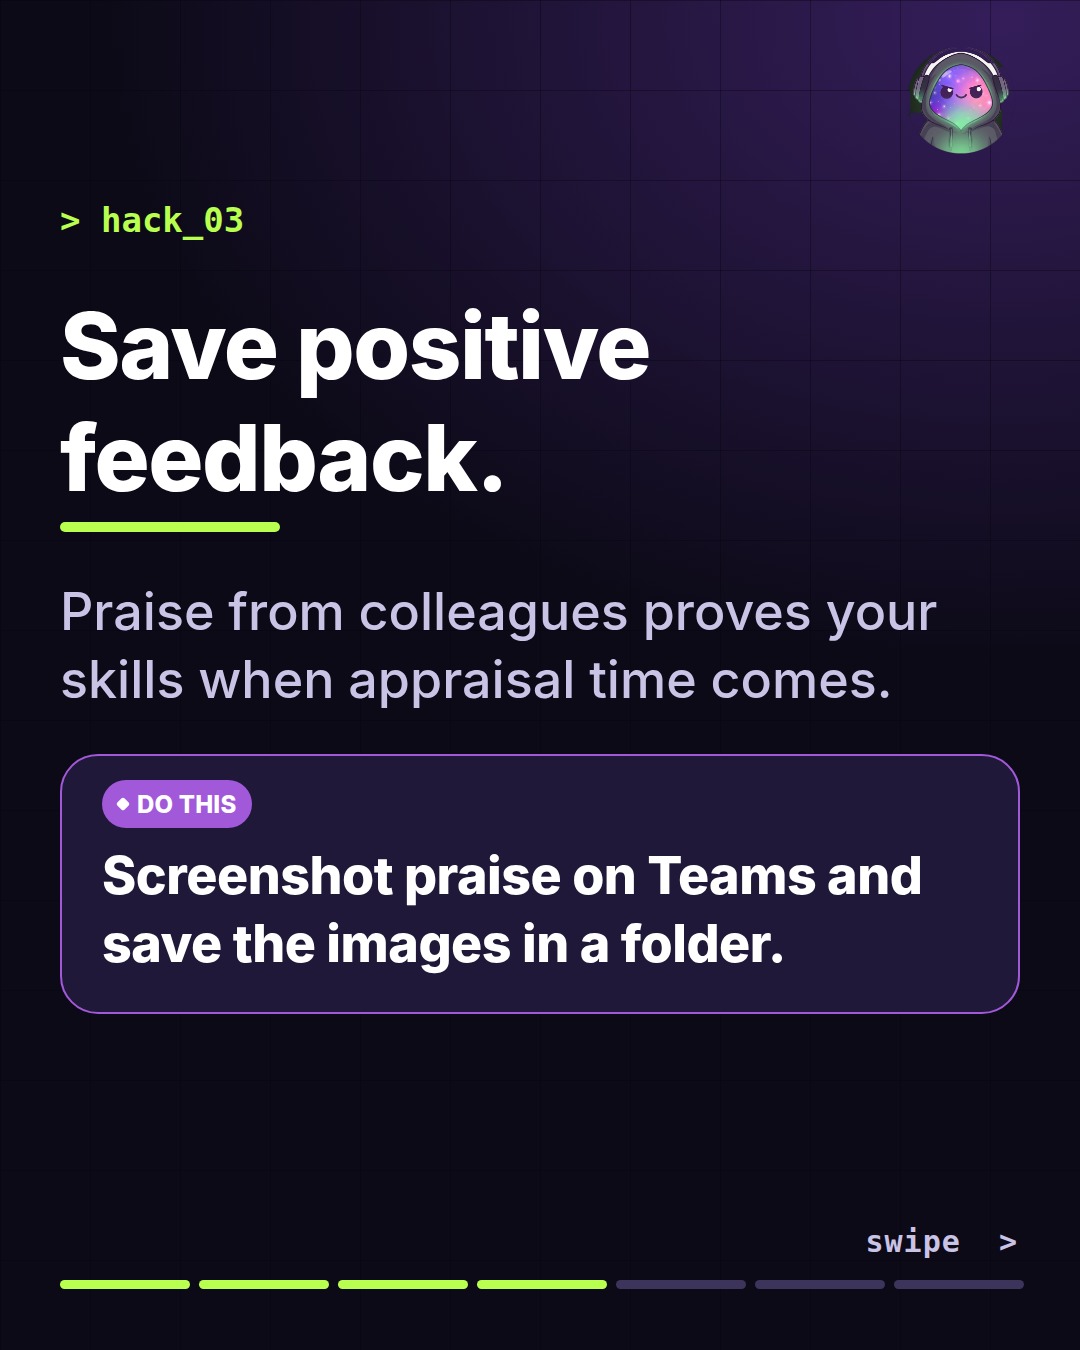 > hack_03
Save positive
feedback.
Praise from colleagues proves your
skills when appraisal time comes.
DO THIS
Screenshot praise on Teams and
save the images in a folder.
swipe >